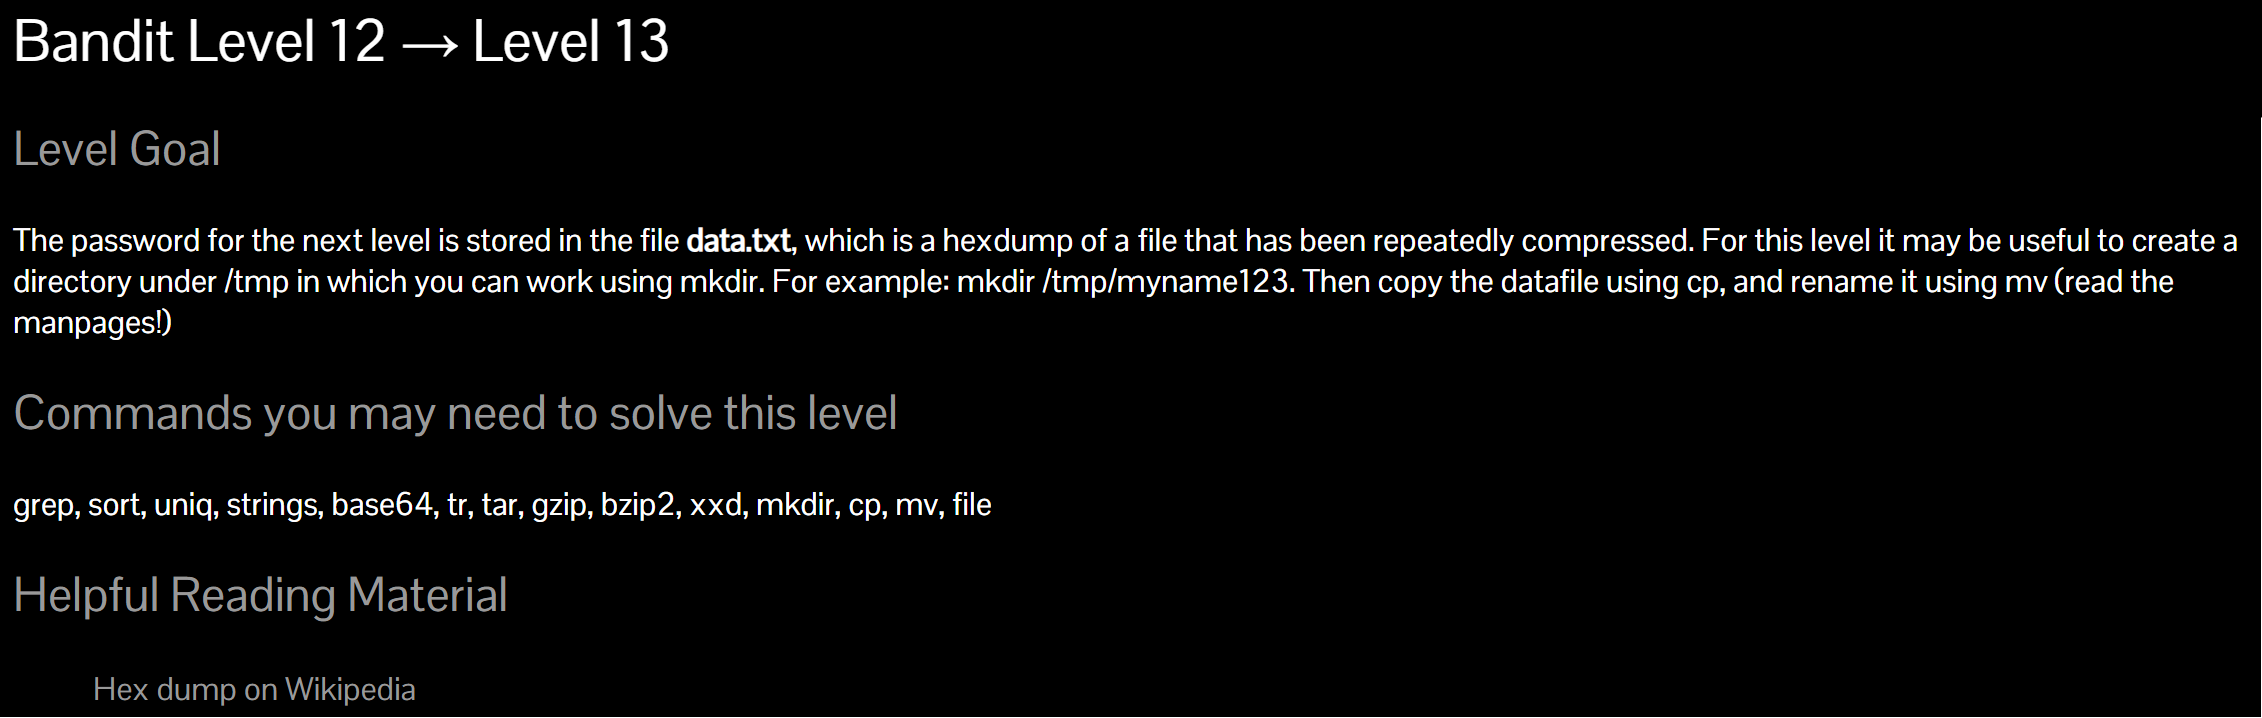 Bandit Level 12 → Level 13
Level Goal
The password for the next level is stored in the file data.txt, which is a hexdump of a file that has been repeatedly compressed. For this level it may be useful to create a
directory under /tmp in which you can work using mkdir. For example: mkdir /tmp/myname123. Then copy the datafile using cp, and rename it using mv (read the
manpages!)
Commands you may need to solve this level
grep, sort, uniq, strings, base64, tr, tar, gzip, bzip2, xxd, mkdir, cp, mv, file
Helpful Reading Material
Hex dump on Wikipedia